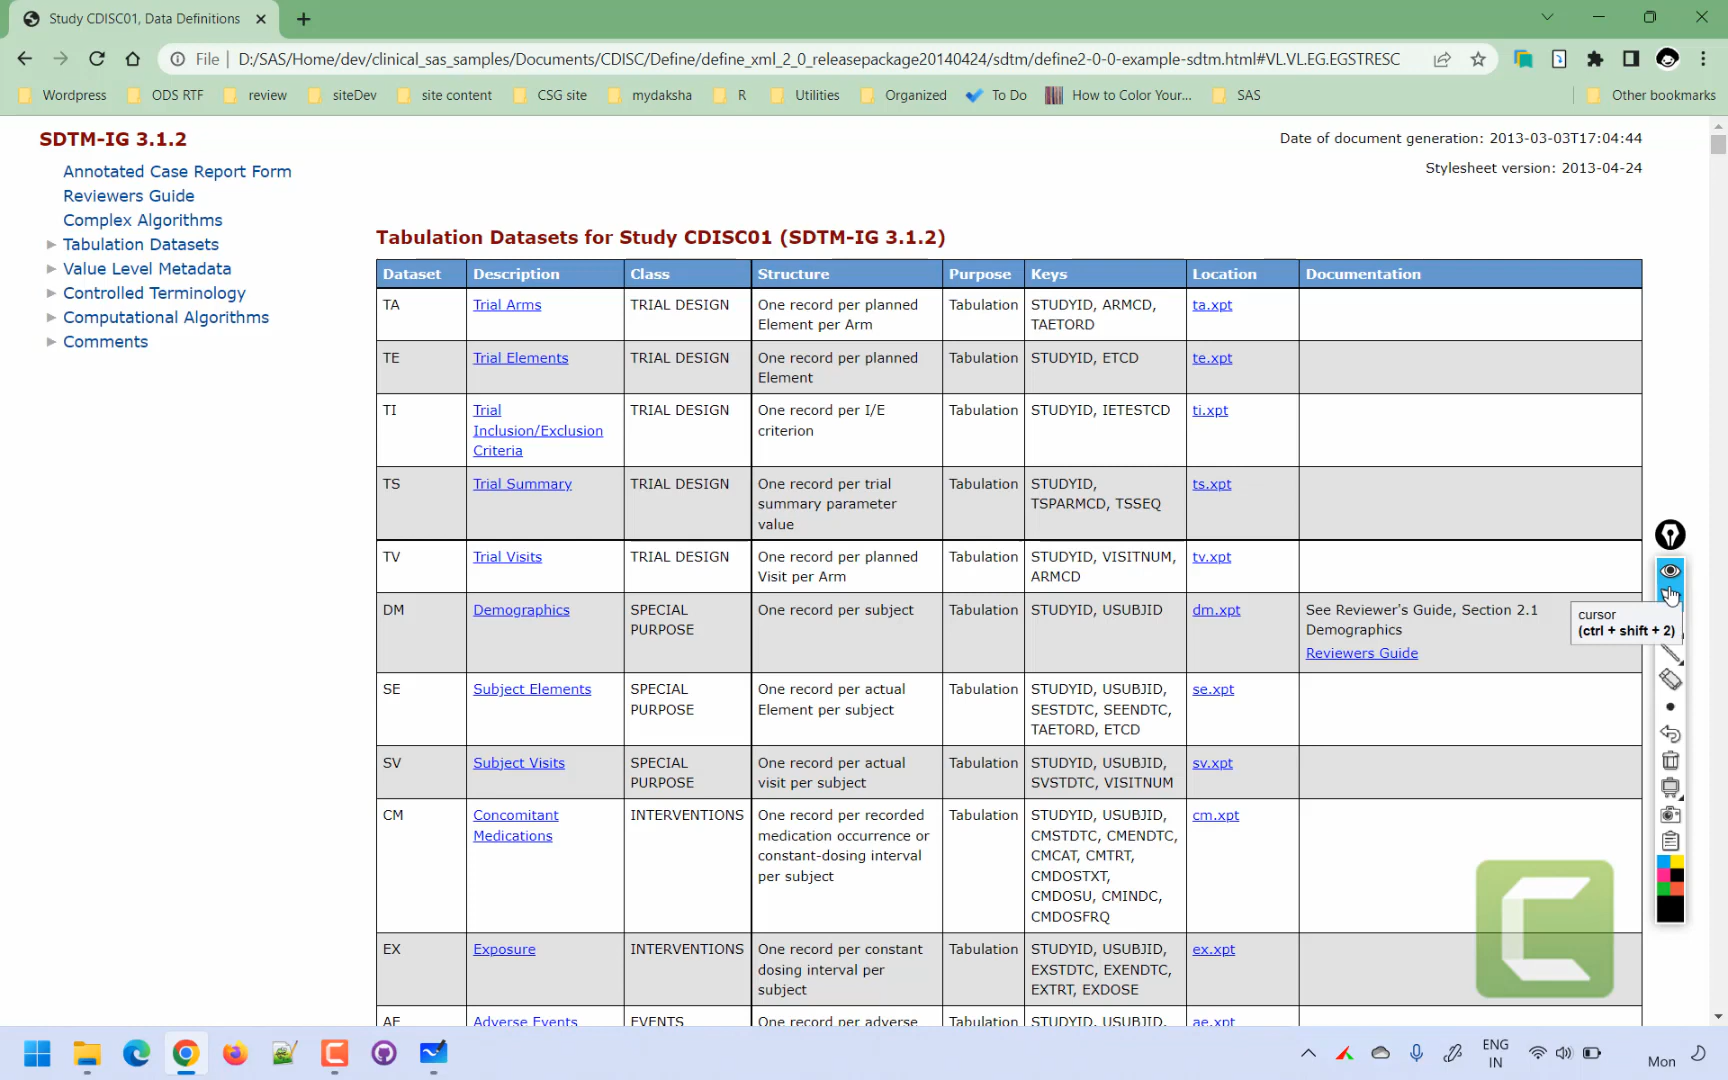 Study CDISC01, Data Definitions
File D:/SAS/Home/dev/clinical_sas_samples/Documents/CDISC/Define/define_xml_2_0_releasepackage20140424/sdtm/define2-0-0-example-sdtm.html#VL.VL.EG.EGSTRESC
Wordpress ODS RTF review siteDev site content CSG site mydaksha R Utilities Organized To Do How to Color Your... SAS Other bookmarks
SDTM-IG 3.1.2
Annotated Case Report Form
Reviewers Guide
Complex Algorithms
Tabulation Datasets
Value Level Metadata
Controlled Terminology
Computational Algorithms
Comments
Date of document generation: 2013-03-03T17:04:44
Stylesheet version: 2013-04-24
Tabulation Datasets for Study CDISC01 (SDTM-IG 3.1.2)
Dataset Description Class Structure Purpose Keys Location Documentation
TA Trial Arms TRIAL DESIGN One record per planned Tabulation STUDYID, ARMCD, ta.xpt
Element per Arm TAETORD
TE Trial Elements TRIAL DESIGN One record per planned Tabulation STUDYID, ETCD te.xpt
Element
TI Trial TRIAL DESIGN One record per I/E Tabulation STUDYID, IETESTCD ti.xpt
Inclusion/Exclusion criterion
Criteria
TS Trial Summary TRIAL DESIGN One record per trial Tabulation STUDYID, ts.xpt
summary parameter TSPARMCD, TSSEQ
value
TV Trial Visits TRIAL DESIGN One record per planned Tabulation STUDYID, VISITNUM, tv.xpt
Visit per Arm ARMCD
DM Demographics SPECIAL One record per subject Tabulation STUDYID, USUBJID dm.xpt See Reviewer's Guide, Section 2.1
PURPOSE Demographics
Reviewers Guide
cursor
(ctrl + shift + 2)
SE Subject Elements SPECIAL One record per actual Tabulation STUDYID, USUBJID, se.xpt
PURPOSE Element per subject SESTDTC, SEENDTC,
TAETORD, ETCD
SV Subject Visits SPECIAL One record per actual Tabulation STUDYID, USUBJID, sv.xpt
PURPOSE visit per subject SVSTDTC, VISITNUM
CM Concomitant INTERVENTIONS One record per recorded Tabulation STUDYID, USUBJID, cm.xpt
Medications medication occurrence or CMSTDTC, CMENDTC,
constant-dosing interval CMCAT, CMTRT,
per subject CMDOSTXT,
CMDOSU, CMINDC,
CMDOSFRQ
EX Exposure INTERVENTIONS One record per constant Tabulation STUDYID, USUBJID, ex.xpt
dosing interval per EXSTDTC, EXENDTC,
subject EXTRT, EXDOSE
AE Adverse Events EVENTS One record per adverse Tabulation STUDYID, USUBJID, ae.xpt
ENG
IN
Mon